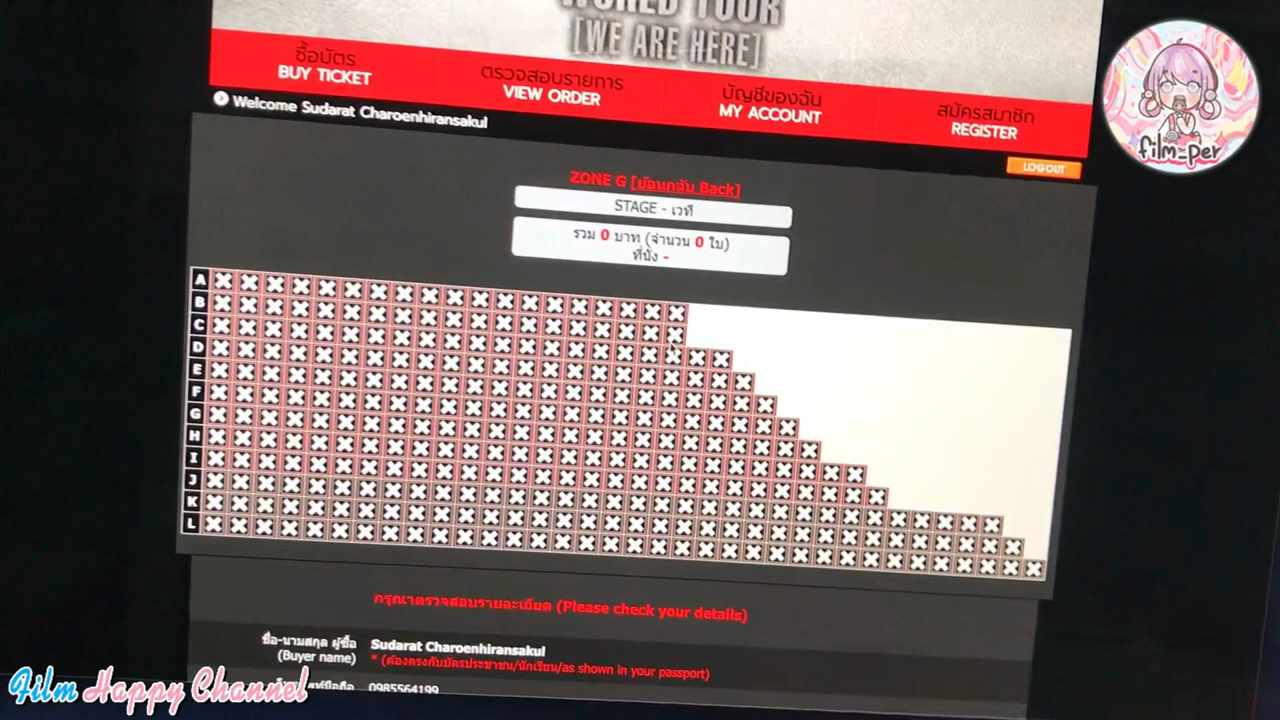 WORLD TOUR
[WE ARE HERE]
ซื้อบัตร
BUY TICKET
ตรวจสอบรายการ
VIEW ORDER
บัญชีของฉัน
MY ACCOUNT
สมัครสมาชิก
REGISTER
Welcome Sudarat Charoenhiransakul
LOGOUT
film_per
ZONE G [ย้อนกลับ Back]
STAGE - เวที
รวม 0 บาท (จำนวน 0 ใบ)
ที่นั่ง -
A
B
C
D
E
F
G
H
I
J
K
L
กรุณาตรวจสอบรายละเอียด (Please check your details)
ชื่อ-นามสกุล ผู้ซื้อ
(Buyer name)
Sudarat Charoenhiransakul
* (ต้องตรงกับบัตรประชาชน/นักเรียน/as shown in your passport)
0985564199
Film Happy Channel